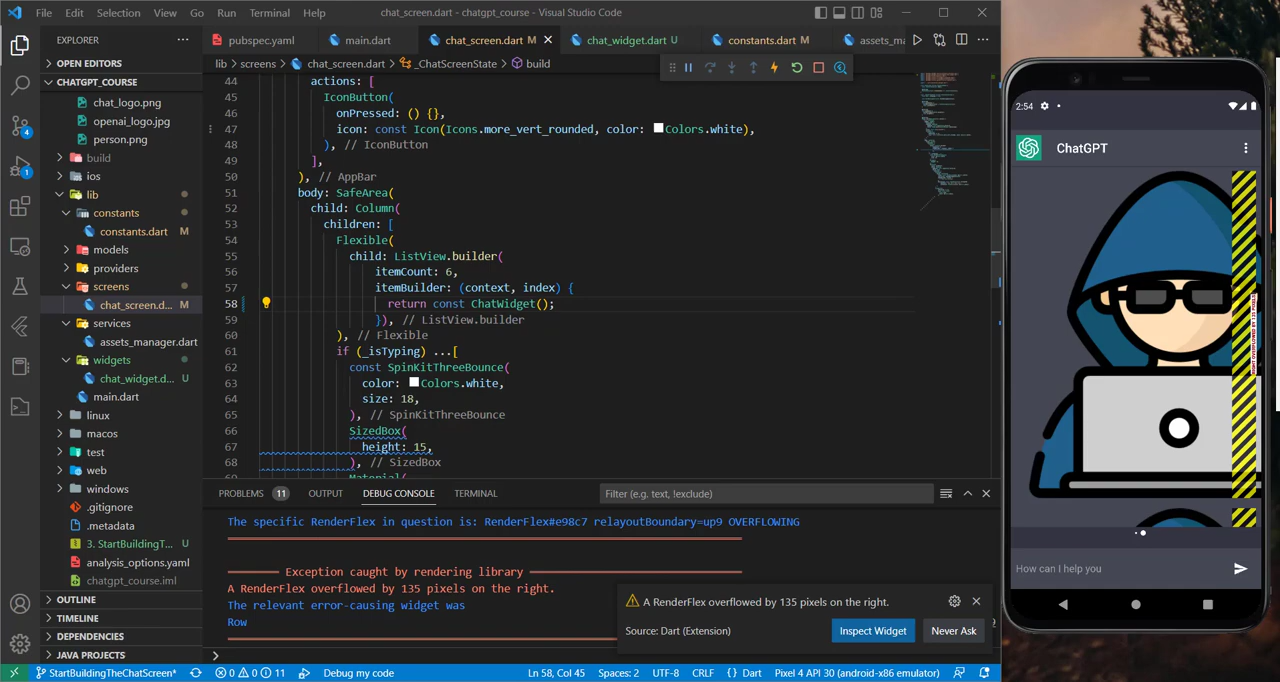 File Edit Selection View Go Run Terminal Help
chat_screen.dart - chatgpt_course - Visual Studio Code
EXPLORER
OPEN EDITORS
CHATGPT_COURSE
chat_logo.png
openai_logo.jpg
person.png
build
ios
lib
constants
constants.dart M
models
providers
screens
chat_screen.d... M
services
assets_manager.dart
widgets
chat_widget.d... U
main.dart
linux
macos
test
web
windows
.gitignore
.metadata
3. StartBuildingT... U
analysis_options.yaml
chatgpt_course.iml
OUTLINE
TIMELINE
DEPENDENCIES
JAVA PROJECTS
4
1
pubspec.yaml
main.dart
chat_screen.dart M
chat_widget.dart U
constants.dart M
assets_ma
lib > screens > chat_screen.dart > _ChatScreenState > build
44 actions: [
45 IconButton(
46 onPressed: () {},
47 icon: const Icon(Icons.more_vert_rounded, color: Colors.white),
48 ), // IconButton
49 ],
50 ), // AppBar
51 body: SafeArea(
52 child: Column(
53 children: [
54 Flexible(
55 child: ListView.builder(
56 itemCount: 6,
57 itemBuilder: (context, index) {
58 return const ChatWidget();
59 }), // ListView.builder
60 ), // Flexible
61 if (_isTyping) ...[
62 const SpinKitThreeBounce(
63 color: Colors.white,
64 size: 18,
65 ), // SpinKitThreeBounce
66 SizedBox(
67 height: 15,
68 ), // SizedBox
69 Material(
PROBLEMS 11 OUTPUT DEBUG CONSOLE TERMINAL
Filter (e.g. text, !exclude)
The specific RenderFlex in question is: RenderFlex#e98c7 relayoutBoundary=up9 OVERFLOWING
Exception caught by rendering library
A RenderFlex overflowed by 135 pixels on the right.
The relevant error-causing widget was
Row
A RenderFlex overflowed by 135 pixels on the right.
Source: Dart (Extension)
Inspect Widget
Never Ask
StartBuildingTheChatScreen* 0 0 11 Debug my code
Ln 58, Col 45 Spaces: 2 UTF-8 CRLF {} Dart Pixel 4 API 30 (android-x86 emulator)
2:54
ChatGPT
RIGHT OVERFLOWED BY 135 PIXELS
How can I help you